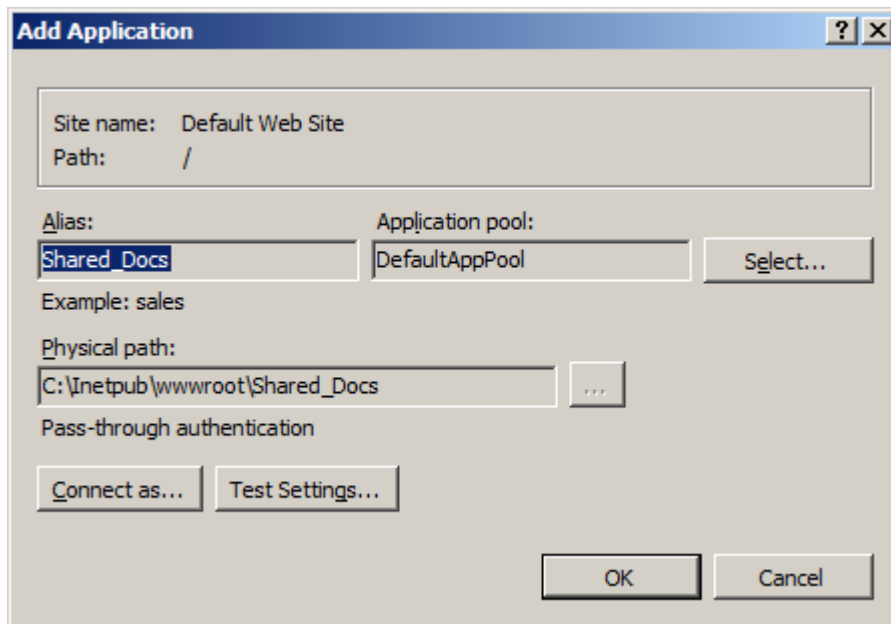 Add Application
Site name: Default Web Site
Path: /
Alias: Application pool:
Shared_Docs DefaultAppPool Select...
Example: sales
Physical path:
C:\Inetpub\wwwroot\Shared_Docs ...
Pass-through authentication
Connect as... Test Settings...
OK Cancel